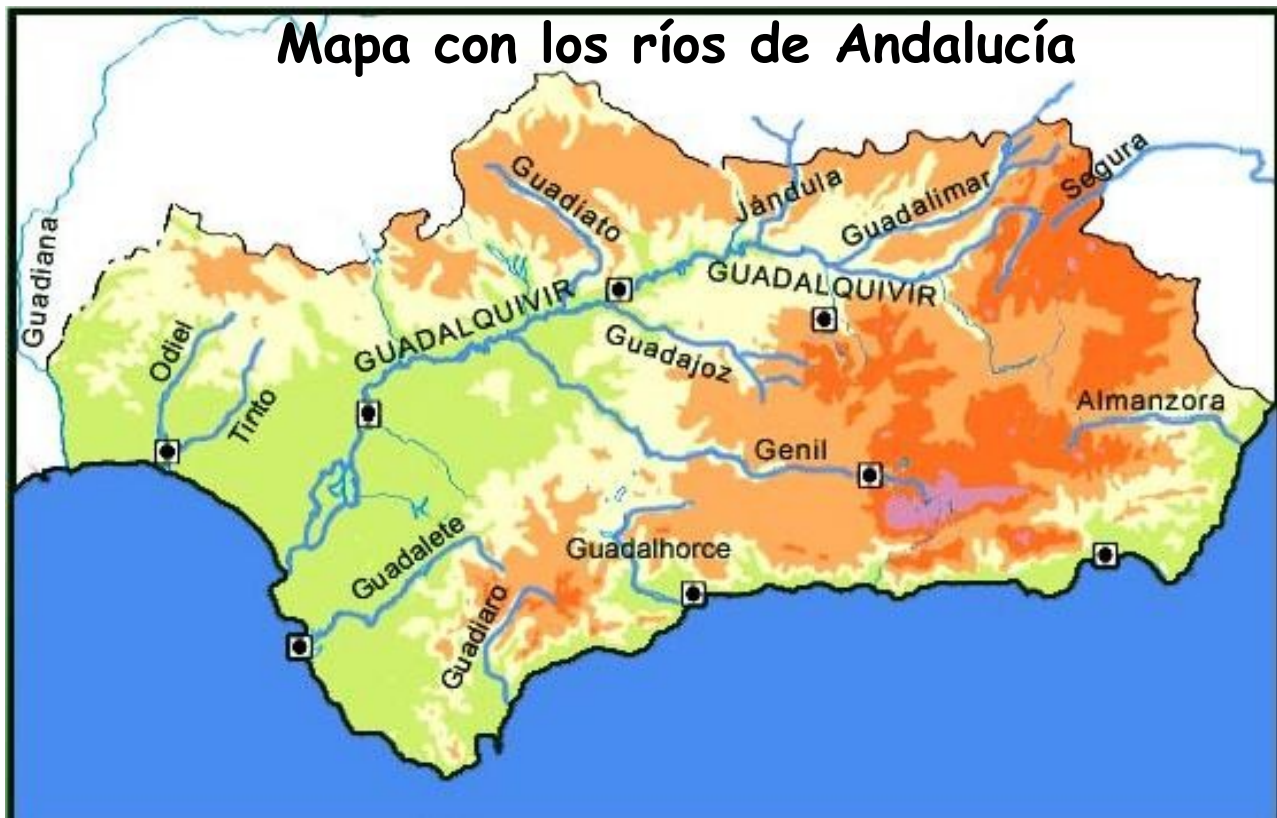 Mapa con los ríos de Andalucía
Guadiana
Odiel
Tinto
GUADALQUIVIR
Guadiato
Jándula
Guadalimar
Segura
GUADALQUIVIR
Guadajoz
Almanzora
Genil
Guadalete
Guadalhorce
Guadiaro